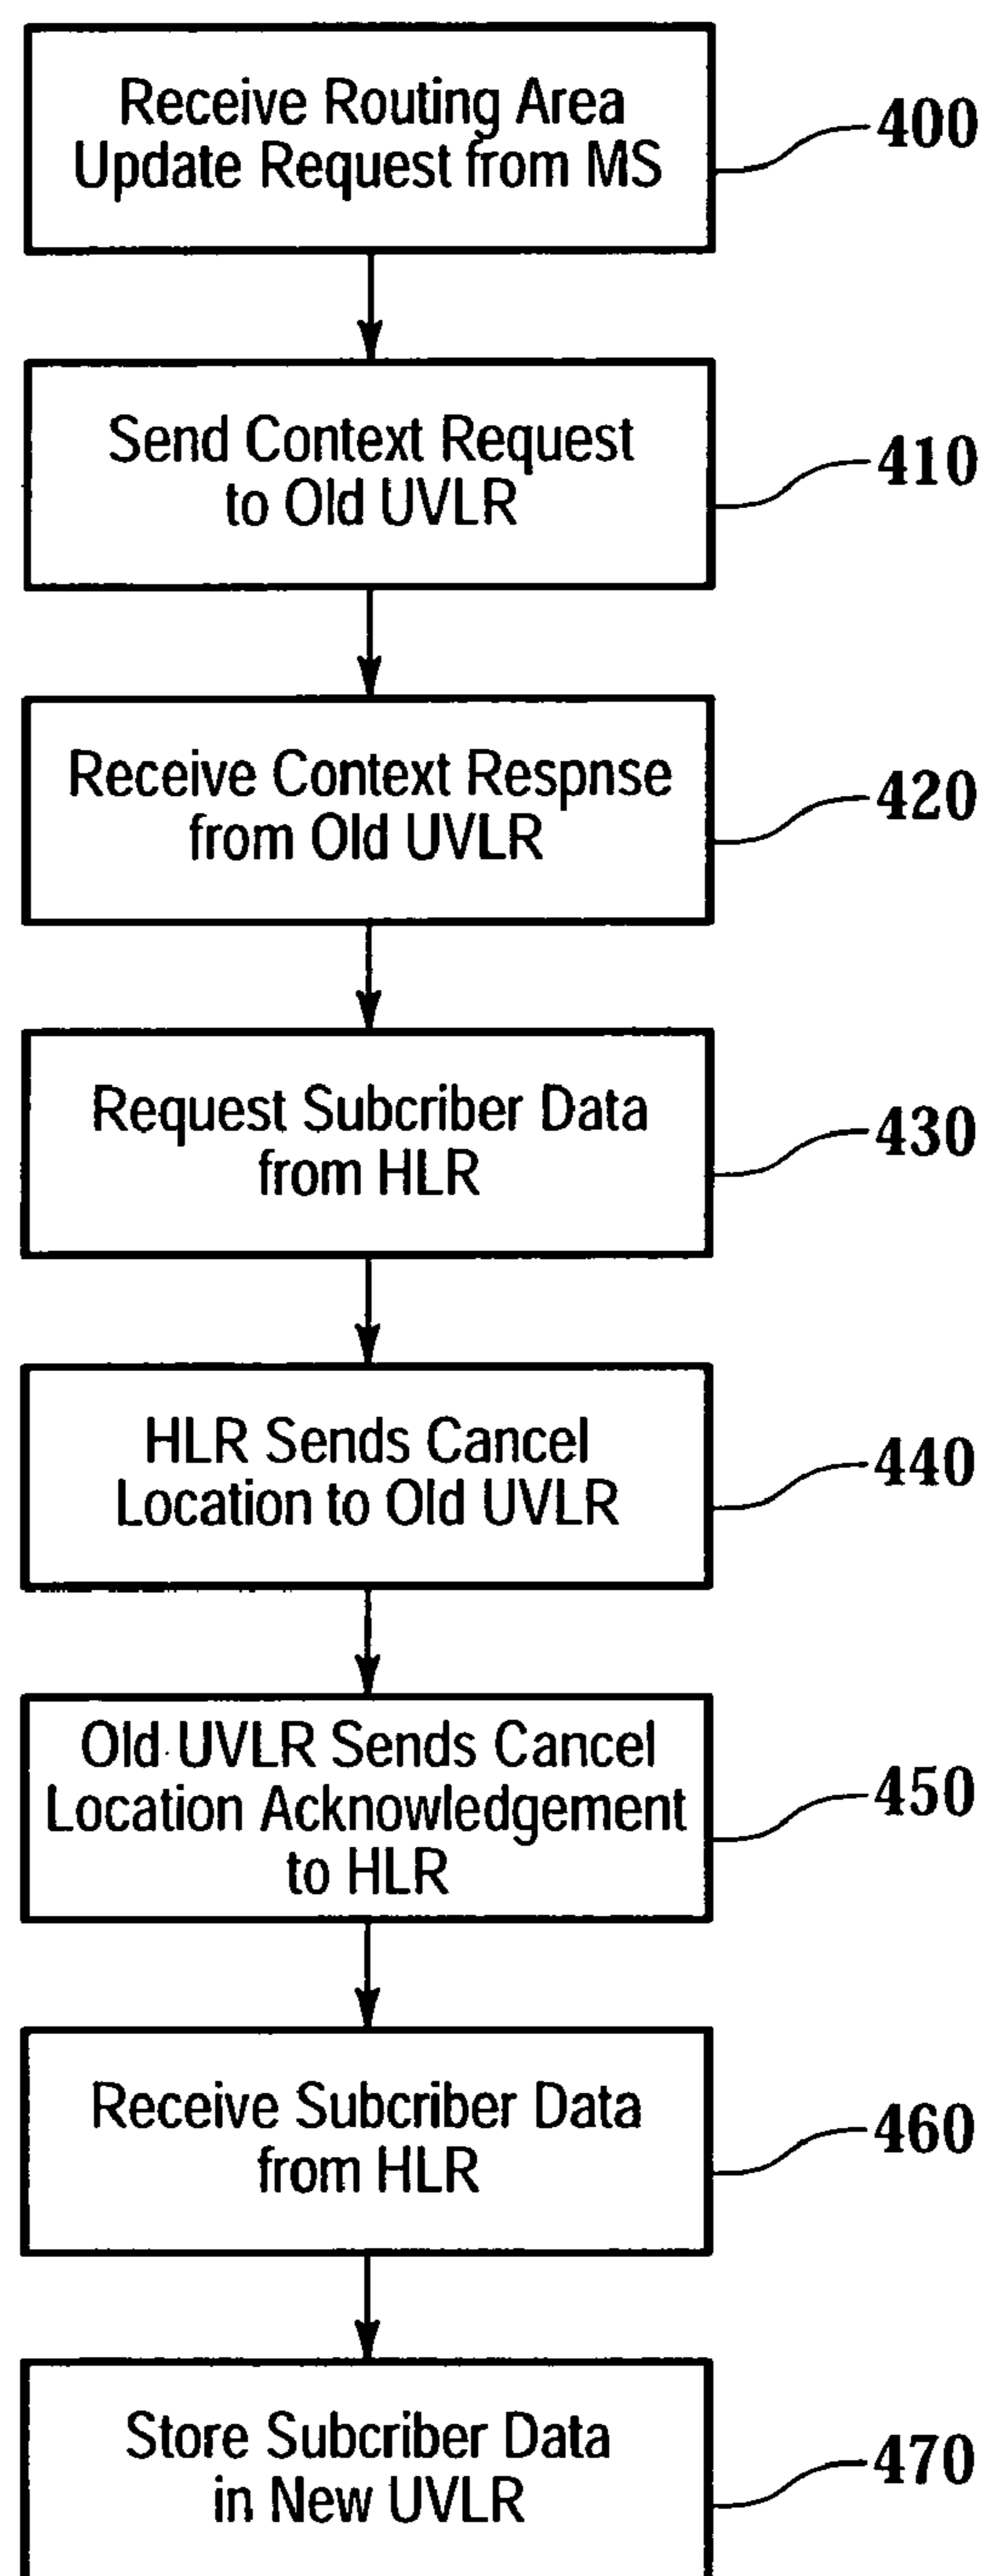 Receive Routing Area
Update Request from MS
400
Send Context Request
to Old UVLR
410
Receive Context Respnse
from Old UVLR
420
Request Subcriber Data
from HLR
430
HLR Sends Cancel
Location to Old UVLR
440
Old UVLR Sends Cancel
Location Acknowledgement
to HLR
450
Receive Subcriber Data
from HLR
460
Store Subcriber Data
in New UVLR
470